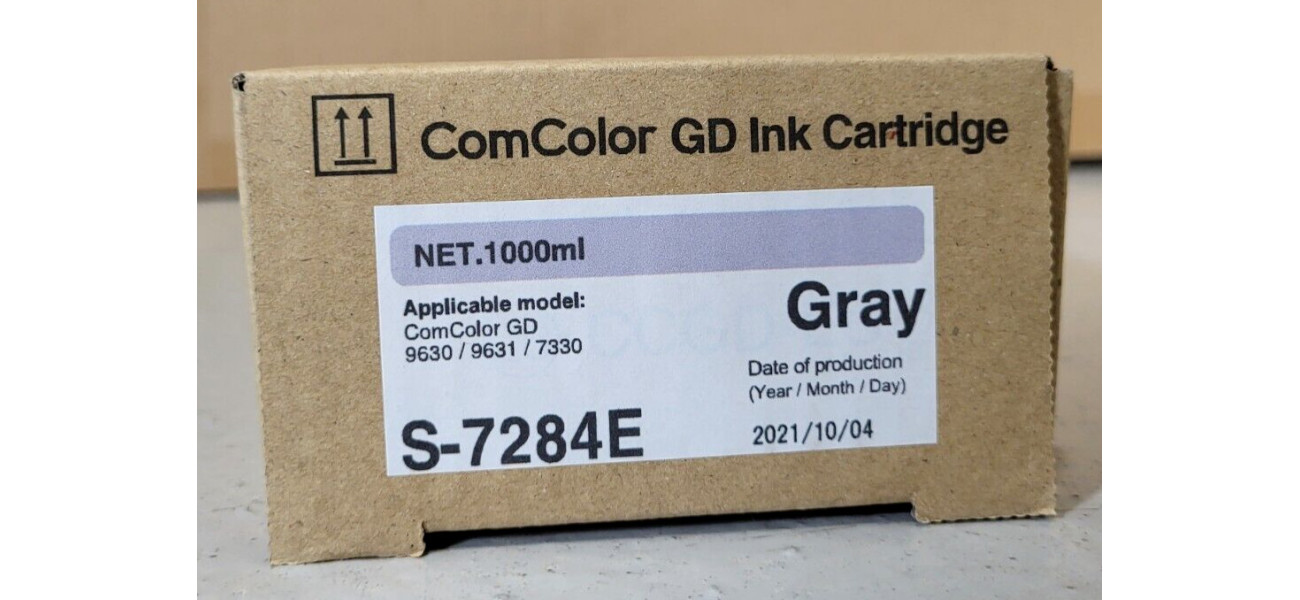 ComColor GD Ink Cartridge
NET.1000ml
Applicable model:
ComColor GD
9630 / 9631 / 7330
Gray
Date of production
(Year / Month / Day)
S-7284E
2021/10/04